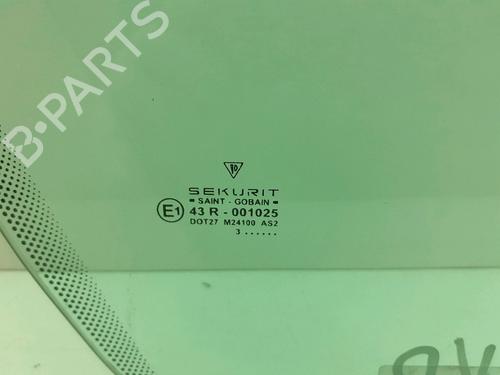 SEKURIT
SAINT - GOBAIN
E1 43 R - 001025
DOT27 M24100 AS2
3 ......
B-PARTS